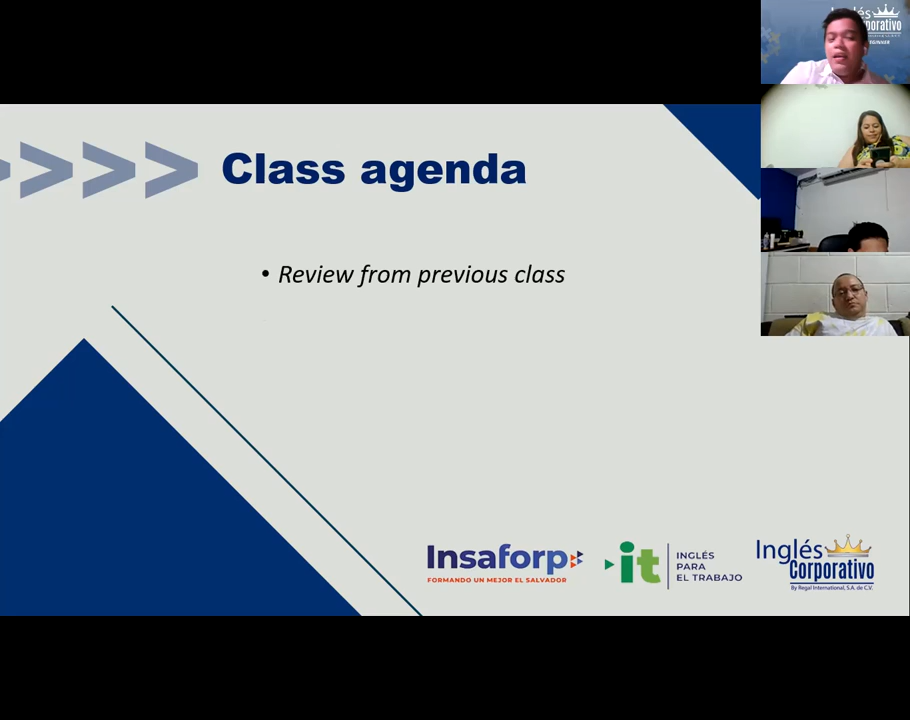 Class agenda
• Review from previous class
Insaforp
FORMANDO UN MEJOR EL SALVADOR
it
INGLÉS
PARA
EL TRABAJO
Inglés
Corporativo
By Regal International, S.A. de C.V.